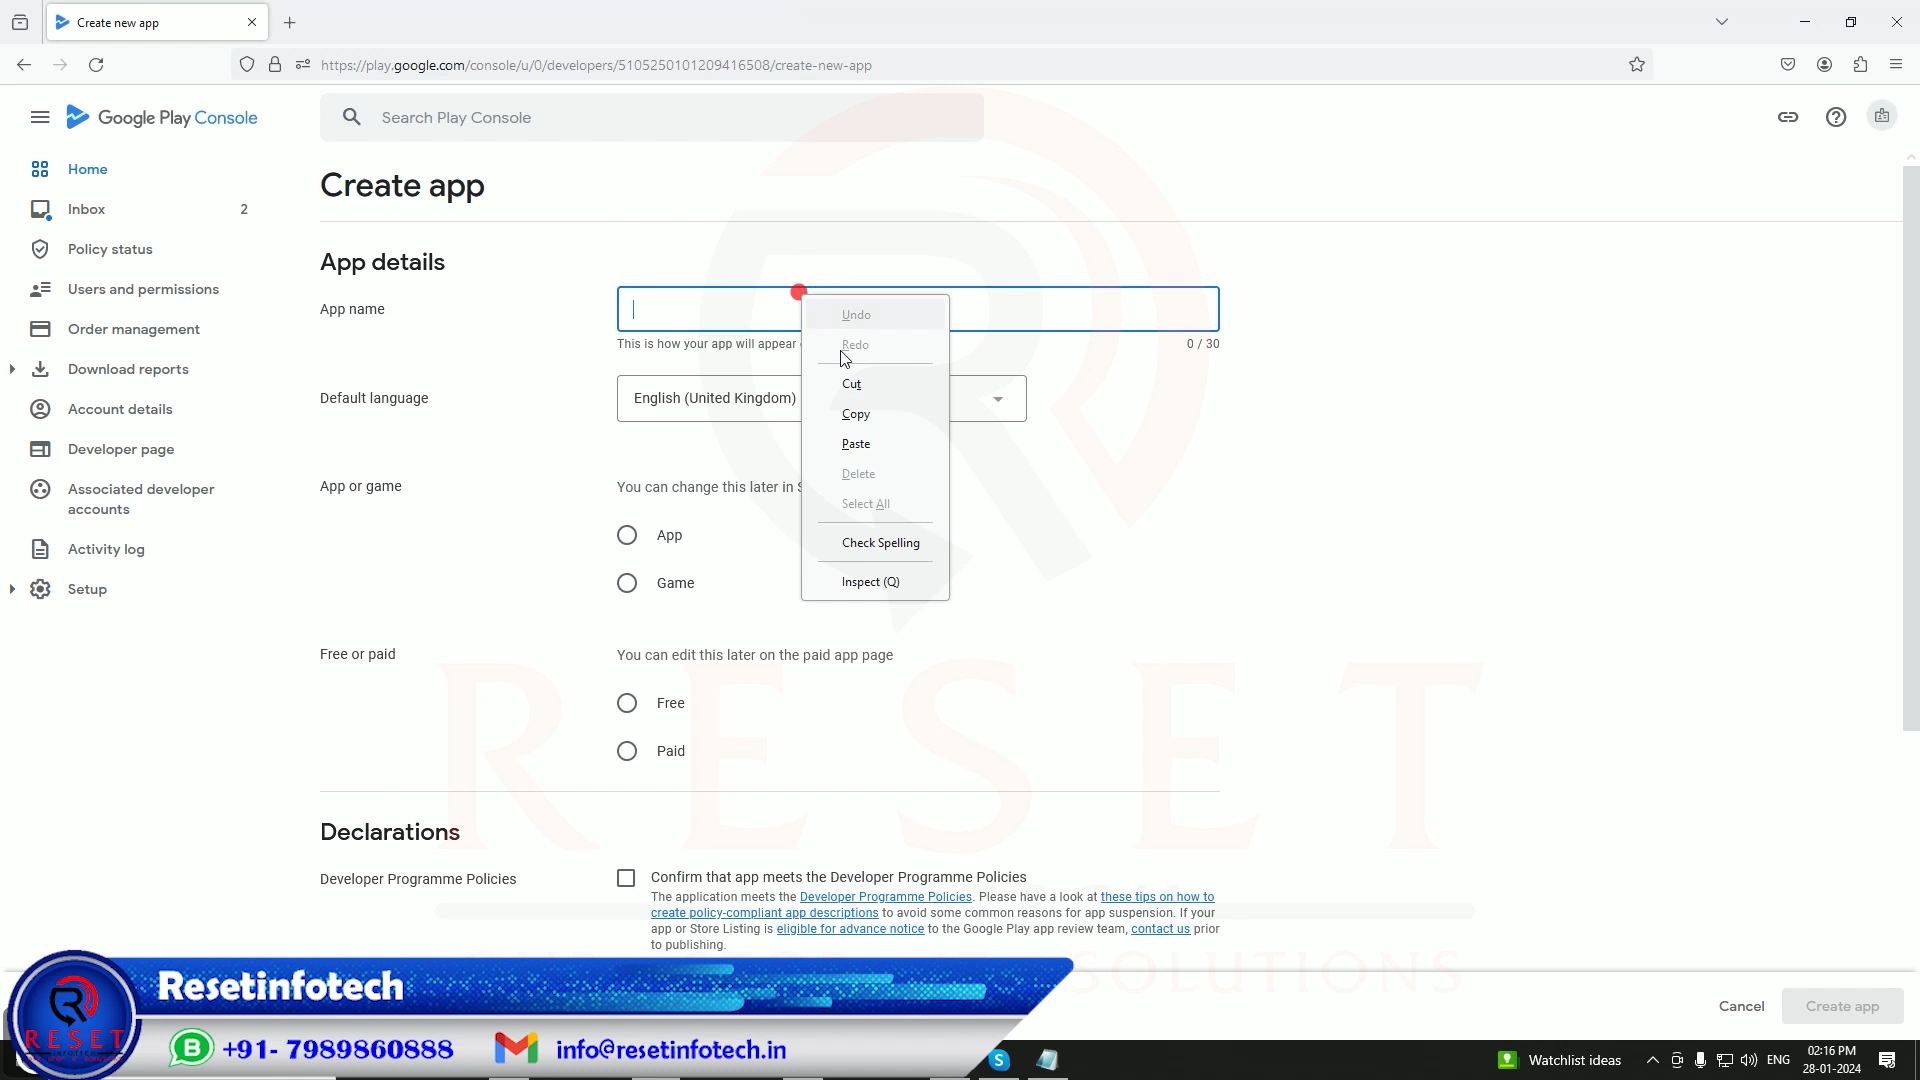 Create new app
https://play.google.com/console/u/0/developers/5105250101209416508/create-new-app
Google Play Console
Search Play Console
Home
Inbox 2
Policy status
Users and permissions
Order management
Download reports
Account details
Developer page
Associated developer
accounts
Activity log
Setup
Create app
App details
App name
This is how your app will appear
0 / 30
Default language
English (United Kingdom)
App or game
You can change this later in S
App
Game
Free or paid
You can edit this later on the paid app page
Free
Paid
Undo
Redo
Cut
Copy
Paste
Delete
Select All
Check Spelling
Inspect (Q)
Declarations
Developer Programme Policies
Confirm that app meets the Developer Programme Policies
The application meets the Developer Programme Policies. Please have a look at these tips on how to
create policy-compliant app descriptions to avoid some common reasons for app suspension. If your
app or Store Listing is eligible for advance notice to the Google Play app review team, contact us prior
to publishing.
RESET
SOLUTIONS
Cancel
Create app
Resetinfotech
RESET
+91- 7989860888
info@resetinfotech.in
Watchlist ideas
ENG
02:16 PM
28-01-2024